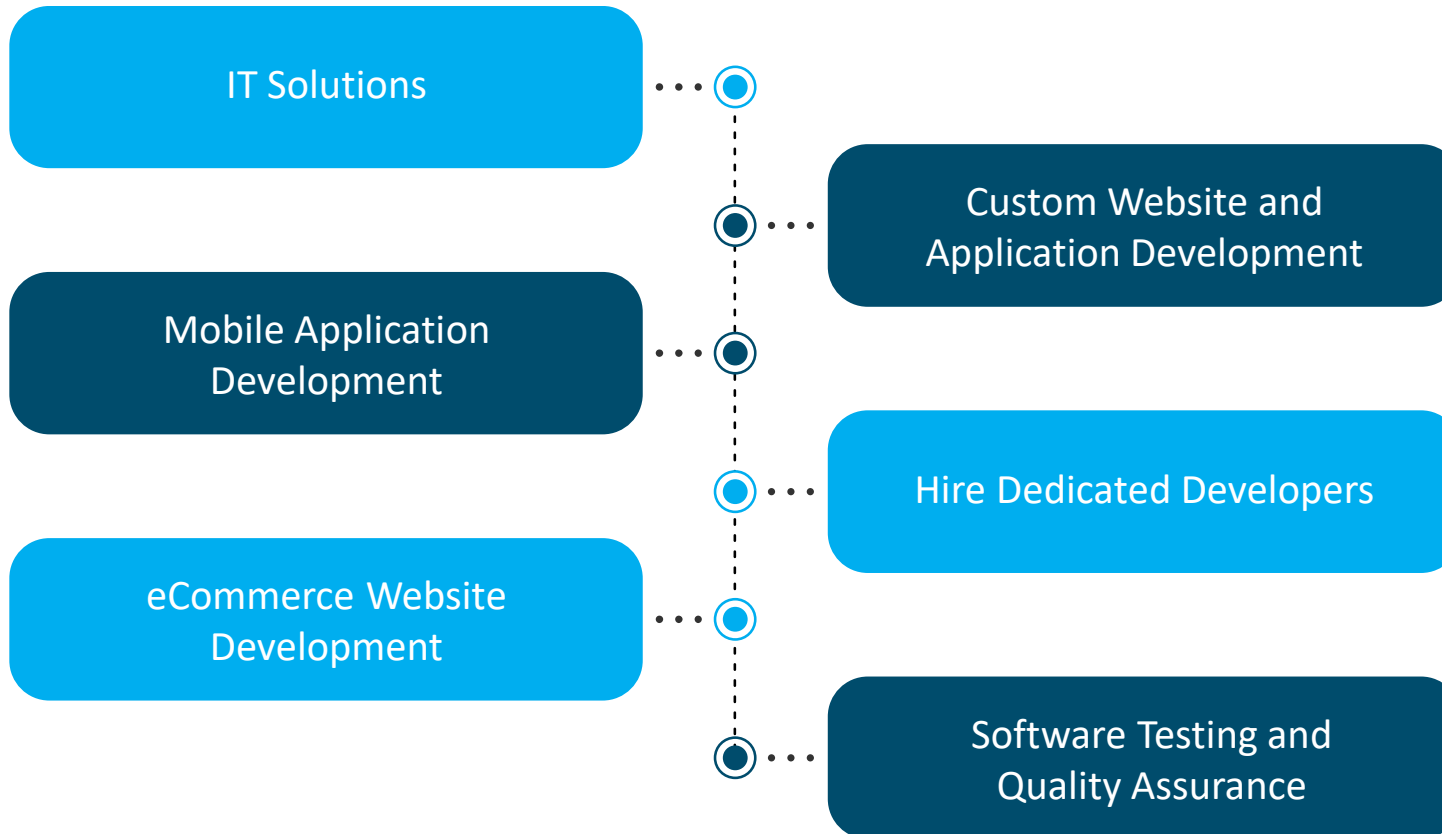 IT Solutions
Custom Website and
Application Development
Mobile Application
Development
Hire Dedicated Developers
eCommerce Website
Development
Software Testing and
Quality Assurance